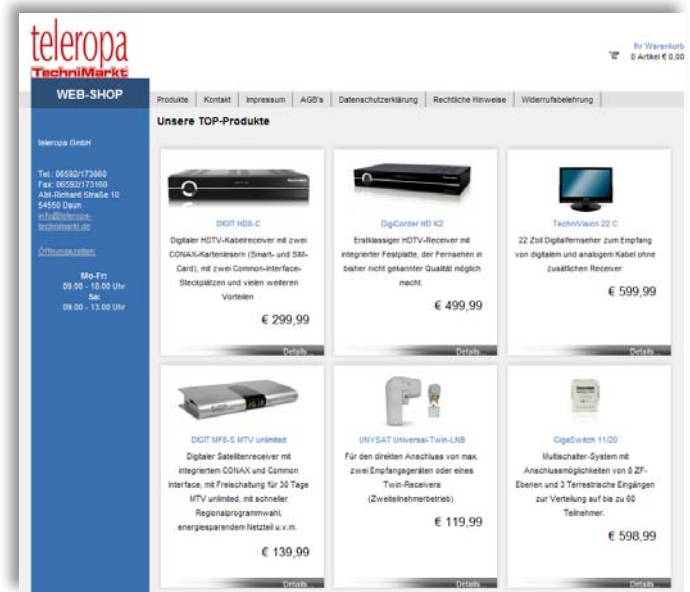 teleropa
TechniMarkt
Ihr Warenkorb
0 Artikel € 0,00
WEB-SHOP
Produkte Kontakt Impressum AGB's Datenschutzerklärung Rechtliche Hinweise Widerrufsbelehrung
Unsere TOP-Produkte
teleropa GmbH
Tel.: 06592/173060
Fax: 06592/173160
Abt-Richard Straße 10
54550 Daun
info@teleropa-
technimarkt.de
Öffnungszeiten:
Mo-Fr:
09.00 - 18.00 Uhr
Sa:
09.00 - 13.00 Uhr
DIGIT HD8-C
Digitaler HDTV-Kabelreceiver mit zwei
CONAX-Kartenlesern (Smart- und SIM-
Card), mit zwei Common-Interface-
Steckplätzen und vielen weiteren
Vorteilen
€ 299,99
Details...
DigiCorder HD K2
Erstklassiger HDTV-Receiver mit
integrierter Festplatte, der Fernsehen in
bisher nicht gekannter Qualität möglich
macht.
€ 499,99
Details...
TechniVision 22 C
22 Zoll Digitalfernseher zum Empfang
von digitalem und analogem Kabel ohne
zusätlichen Receiver
€ 599,99
Details...
DIGIT MF8-S MTV unlimited
Digitaler Satellitenreceiver mit
integriertem CONAX und Common
Interface, mit Freischaltung für 30 Tage
MTV unlimited, mit schneller
Regionalprogrammwahl,
energiesparendem Netzteil u.v.m.
€ 139,99
Details...
UNYSAT Universal-Twin-LNB
Für den direkten Anschluss von max.
zwei Empfangsgeräten oder eines
Twin-Receivers
(Zweiteilnehmerbetrieb)
€ 119,99
Details...
GigaSwitch 11/20
Multischalter-System mit
Anschlussmöglichkeiten von 8 ZF-
Ebenen und 3 Terrestrische Eingängen
zur Verteilung auf bis zu 60
Teilnehmer.
€ 598,99
Details...